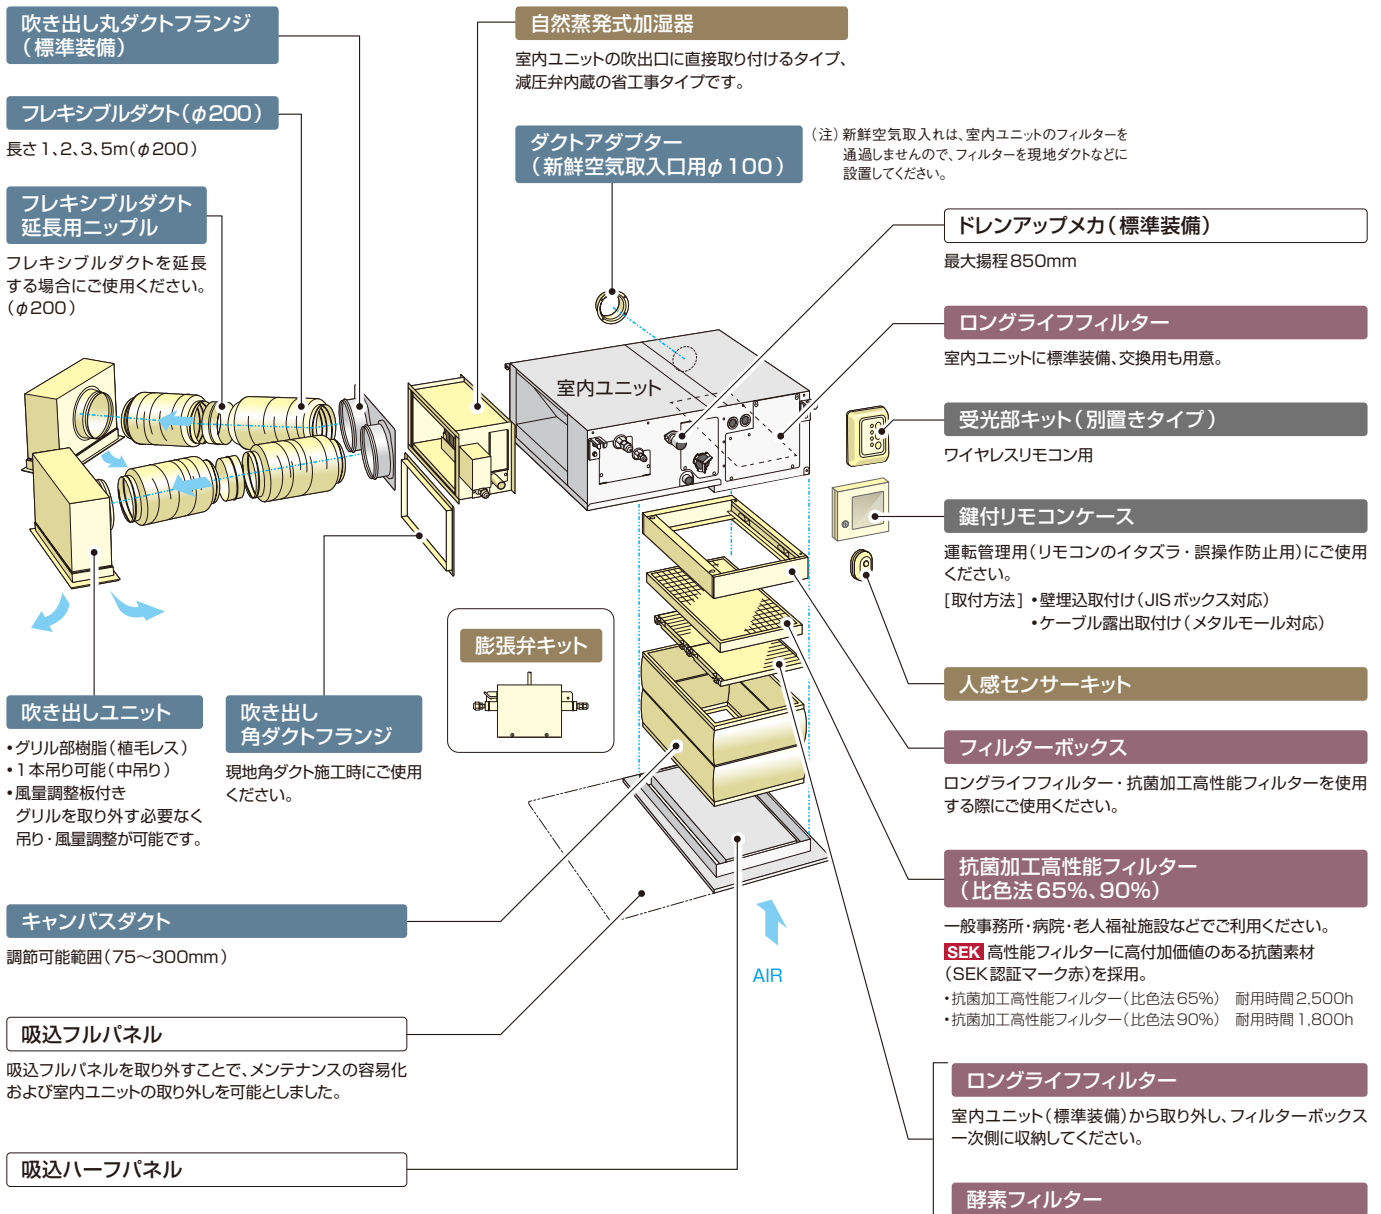 吹き出し丸ダクトフランジ
（標準装備）
フレキシブルダクト（φ200）
長さ1、2、3、5m（φ200）
フレキシブルダクト
延長用ニップル
フレキシブルダクトを延長
する場合にご使用ください。
（φ200）
自然蒸発式加湿器
室内ユニットの吹出口に直接取り付けるタイプ、
減圧弁内蔵の省工事タイプです。
ダクトアダプター
（新鮮空気取入口用φ100）
（注）新鮮空気取入れは、室内ユニットのフィルターを
通過しませんので、フィルターを現地ダクトなどに
設置してください。
室内ユニット
ドレンアップメカ（標準装備）
最大揚程850mm
ロングライフフィルター
室内ユニットに標準装備、交換用も用意。
受光部キット（別置きタイプ）
ワイヤレスリモコン用
鍵付リモコンケース
運転管理用（リモコンのイタズラ・誤操作防止用）にご使用
ください。
[取付方法] •壁埋込取付け（JISボックス対応）
•ケーブル露出取付け（メタルモール対応）
人感センサーキット
フィルターボックス
ロングライフフィルター・抗菌加工高性能フィルターを使用
する際にご使用ください。
抗菌加工高性能フィルター
（比色法65%、90%）
一般事務所・病院・老人福祉施設などでご利用ください。
SEK 高性能フィルターに高付加価値のある抗菌素材
（SEK認証マーク赤）を採用。
•抗菌加工高性能フィルター（比色法65%） 耐用時間2,500h
•抗菌加工高性能フィルター（比色法90%） 耐用時間1,800h
ロングライフフィルター
室内ユニット（標準装備）から取り外し、フィルターボックス
一次側に収納してください。
酵素フィルター
膨張弁キット
吹き出しユニット
•グリル部樹脂（植毛レス）
•1本吊り可能（中吊り）
•風量調整板付き
グリルを取り外す必要なく
吊り・風量調整が可能です。
吹き出し
角ダクトフランジ
現地角ダクト施工時にご使用
ください。
キャンバスダクト
調節可能範囲（75～300mm）
吸込フルパネル
吸込フルパネルを取り外すことで、メンテナンスの容易化
および室内ユニットの取り外しを可能としました。
吸込ハーフパネル
AIR